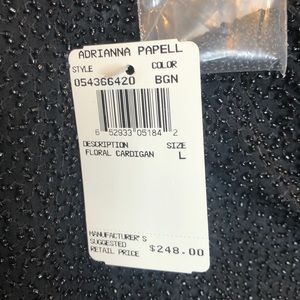 ADRIANNA PAPELL
STYLE COLOR
054366420 BGN
6 52933 05184 2
DESCRIPTION SIZE
FLORAL CARDIGAN L
MANUFACTURER'S
SUGGESTED
RETAIL PRICE $248.00